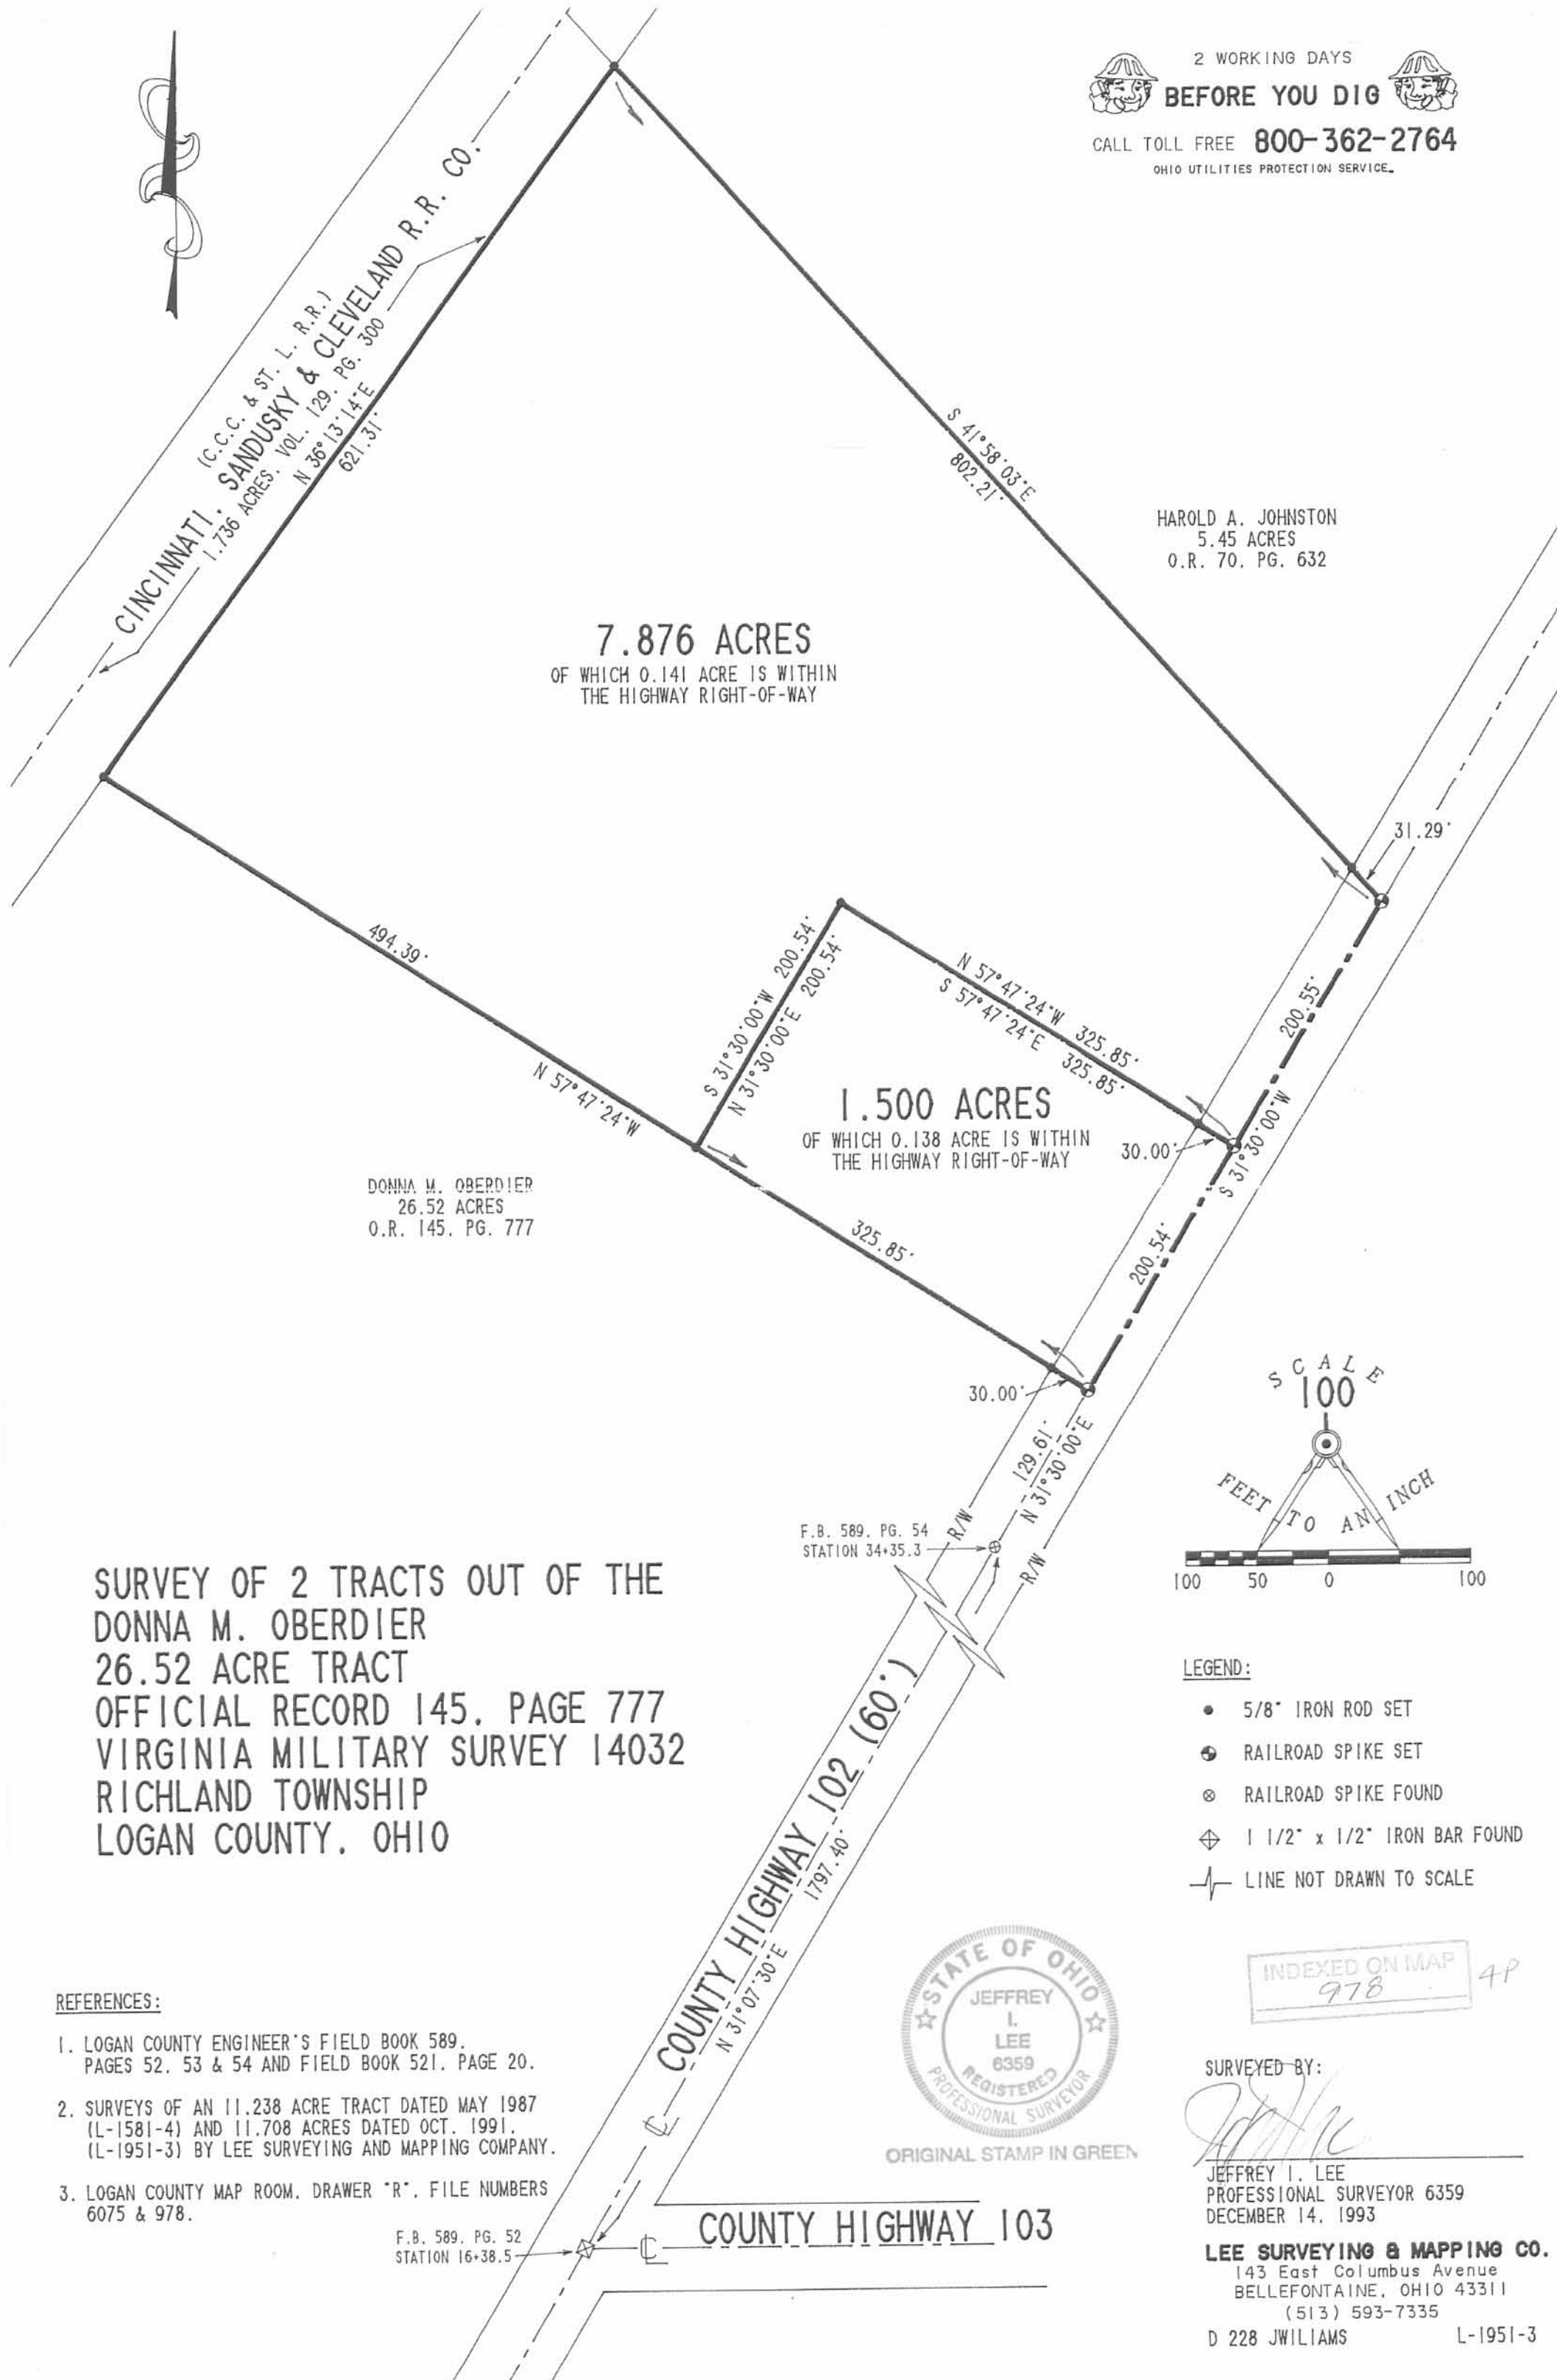 2 WORKING DAYS
BEFORE YOU DIG
CALL TOLL FREE 800-362-2764
OHIO UTILITIES PROTECTION SERVICE.
(C.C.C. & ST. L. R.R.)
CINCINNATI, SANDUSKY & CLEVELAND R.R. CO.
1.736 ACRES, VOL. 129, PG. 300
N 36°13'14"E
621.31'
S 41°58'03"E
802.21'
HAROLD A. JOHNSTON
5.45 ACRES
O.R. 70, PG. 632
7.876 ACRES
OF WHICH 0.141 ACRE IS WITHIN
THE HIGHWAY RIGHT-OF-WAY
31.29'
494.39'
N 57°47'24"W
S 31°30'00"W 200.54'
N 31°30'00"E 200.54'
N 57°47'24"W 325.85'
S 57°47'24"E 325.85'
200.55'
S 31°30'00"W
1.500 ACRES
OF WHICH 0.138 ACRE IS WITHIN
THE HIGHWAY RIGHT-OF-WAY
30.00'
DONNA M. OBERDIER
26.52 ACRES
O.R. 145, PG. 777
325.85'
200.54'
30.00'
129.61'
N 31°30'00"E
SCALE
100
FEET TO AN INCH
100 50 0 100
F.B. 589, PG. 54
STATION 34+35.3
R/W
R/W
SURVEY OF 2 TRACTS OUT OF THE
DONNA M. OBERDIER
26.52 ACRE TRACT
OFFICIAL RECORD 145, PAGE 777
VIRGINIA MILITARY SURVEY 14032
RICHLAND TOWNSHIP
LOGAN COUNTY, OHIO
LEGEND:
5/8" IRON ROD SET
RAILROAD SPIKE SET
RAILROAD SPIKE FOUND
1 1/2" x 1/2" IRON BAR FOUND
LINE NOT DRAWN TO SCALE
COUNTY HIGHWAY 102 (60')
1797.40'
N 31°07'30"E
INDEXED ON MAP
978
4P
STATE OF OHIO
JEFFREY
I.
LEE
6359
REGISTERED
PROFESSIONAL SURVEYOR
ORIGINAL STAMP IN GREEN
REFERENCES:
1. LOGAN COUNTY ENGINEER'S FIELD BOOK 589,
PAGES 52, 53 & 54 AND FIELD BOOK 521, PAGE 20.
2. SURVEYS OF AN 11.238 ACRE TRACT DATED MAY 1987
(L-1581-4) AND 11.708 ACRES DATED OCT. 1991,
(L-1951-3) BY LEE SURVEYING AND MAPPING COMPANY.
3. LOGAN COUNTY MAP ROOM, DRAWER "R", FILE NUMBERS
6075 & 978.
F.B. 589, PG. 52
STATION 16+38.5
COUNTY HIGHWAY 103
SURVEYED BY:
JEFFREY I. LEE
PROFESSIONAL SURVEYOR 6359
DECEMBER 14, 1993
LEE SURVEYING & MAPPING CO.
143 East Columbus Avenue
BELLEFONTAINE, OHIO 43311
(513) 593-7335
D 228 JWILIAMS L-1951-3